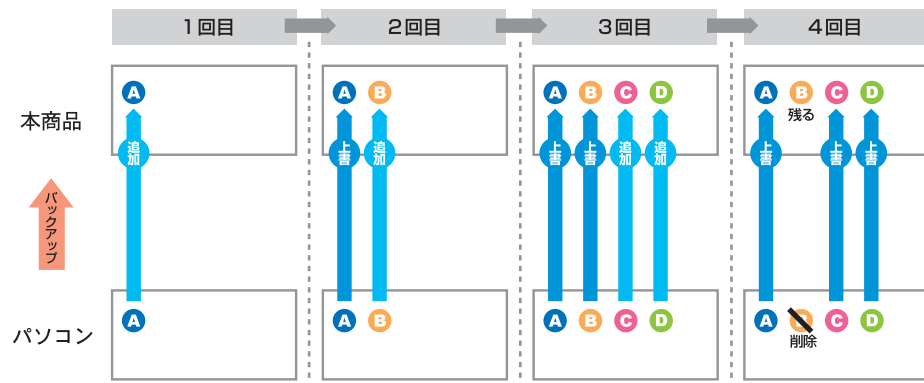 1回目 2回目 3回目 4回目
A A B A B C D A B C D
残る
本商品
追加 上書 追加 上書 上書 追加 追加 上書 上書 上書
バックアップ
パソコン
A A B A B C D A B C D
削除